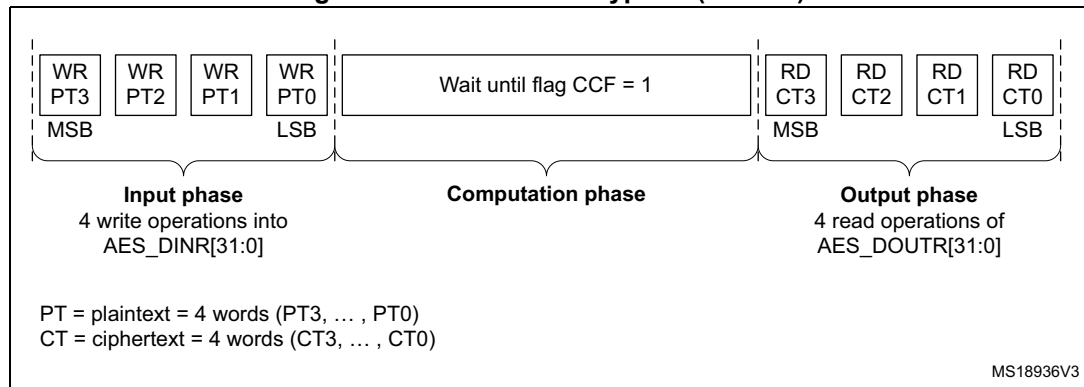 WR PT3 WR PT2 WR PT1 WR PT0 Wait until flag CCF = 1 RD CT3 RD CT2 RD CT1 RD CT0
MSB LSB MSB LSB
Input phase Computation phase Output phase
4 write operations into 4 read operations of
AES_DINR[31:0] AES_DOUTR[31:0]
PT = plaintext = 4 words (PT3, … , PT0)
CT = ciphertext = 4 words (CT3, … , CT0)
MS18936V3